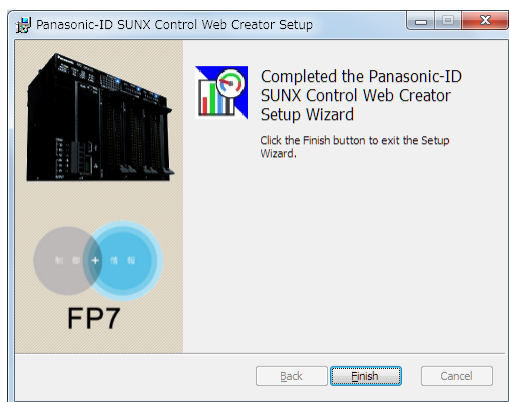 Panasonic-ID SUNX Control Web Creator Setup
Completed the Panasonic-ID
SUNX Control Web Creator
Setup Wizard
Click the Finish button to exit the Setup
Wizard.
制 御 + 情 報
FP7
Back
Finish
Cancel